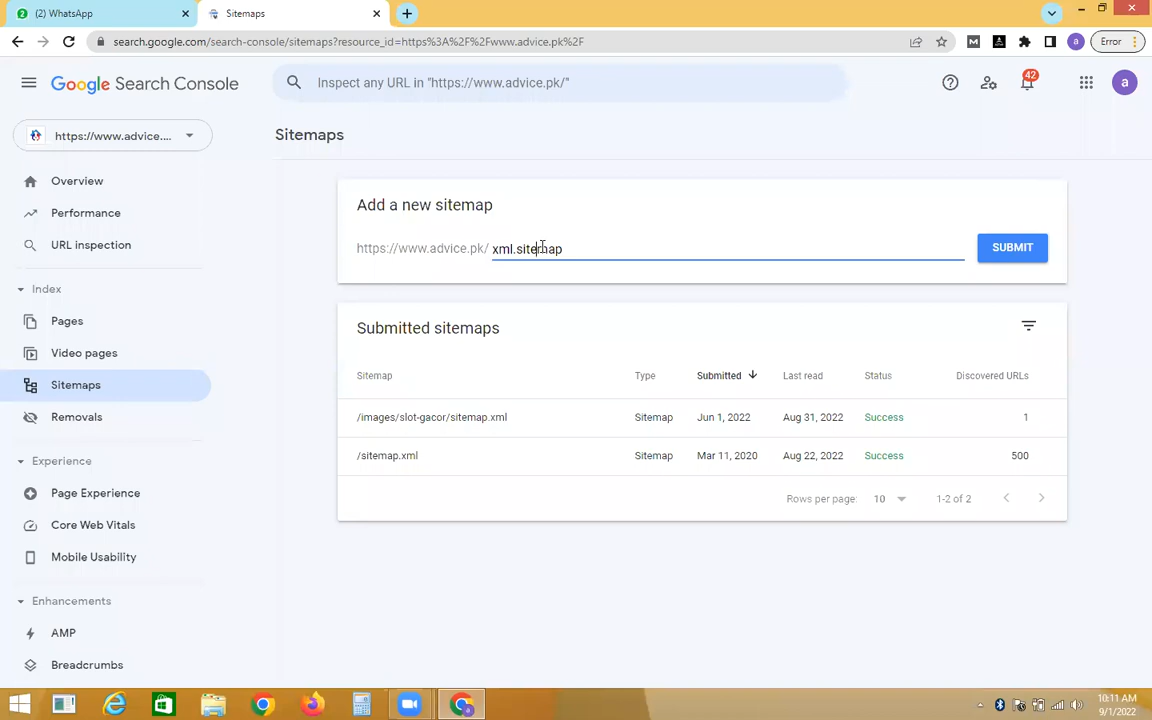 (2) WhatsApp
Sitemaps
search.google.com/search-console/sitemaps?resource_id=https%3A%2F%2Fwww.advice.pk%2F
Error
Google Search Console
Inspect any URL in "https://www.advice.pk/"
42
a
https://www.advice....
Sitemaps
Overview
Performance
URL inspection
Index
Pages
Video pages
Sitemaps
Removals
Experience
Page Experience
Core Web Vitals
Mobile Usability
Enhancements
AMP
Breadcrumbs
Add a new sitemap
https://www.advice.pk/ xml.sitemap
SUBMIT
Submitted sitemaps
Sitemap Type Submitted Last read Status Discovered URLs
/images/slot-gacor/sitemap.xml Sitemap Jun 1, 2022 Aug 31, 2022 Success 1
/sitemap.xml Sitemap Mar 11, 2020 Aug 22, 2022 Success 500
Rows per page: 10 1-2 of 2
10:11 AM
9/1/2022